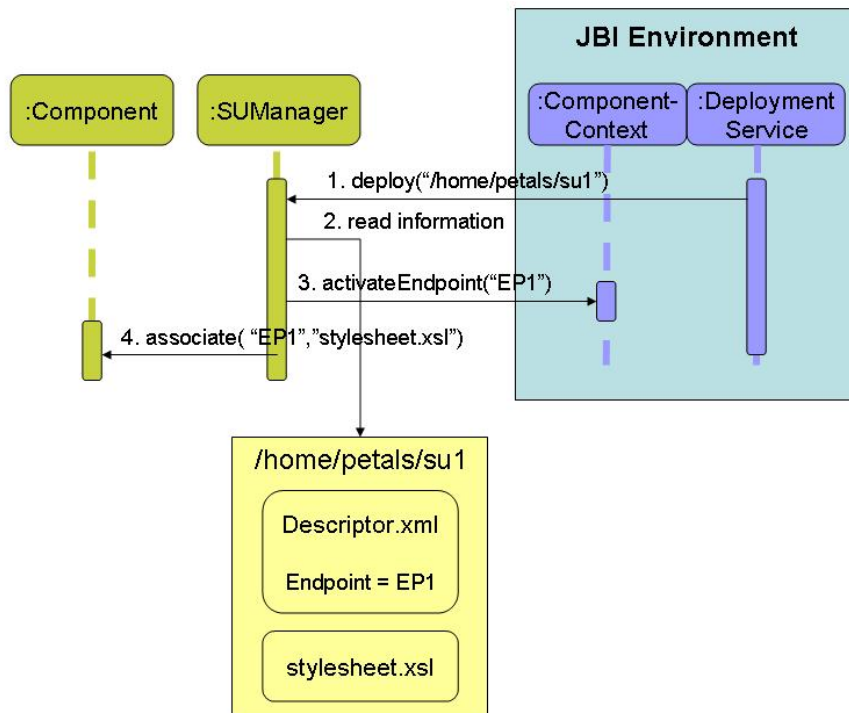 JBI Environment
:Component
:SUManager
:Component-
Context
:Deployment
Service
1. deploy(“/home/petals/su1”)
2. read information
3. activateEndpoint(“EP1”)
4. associate( “EP1”,”stylesheet.xsl”)
/home/petals/su1
Descriptor.xml
Endpoint = EP1
stylesheet.xsl